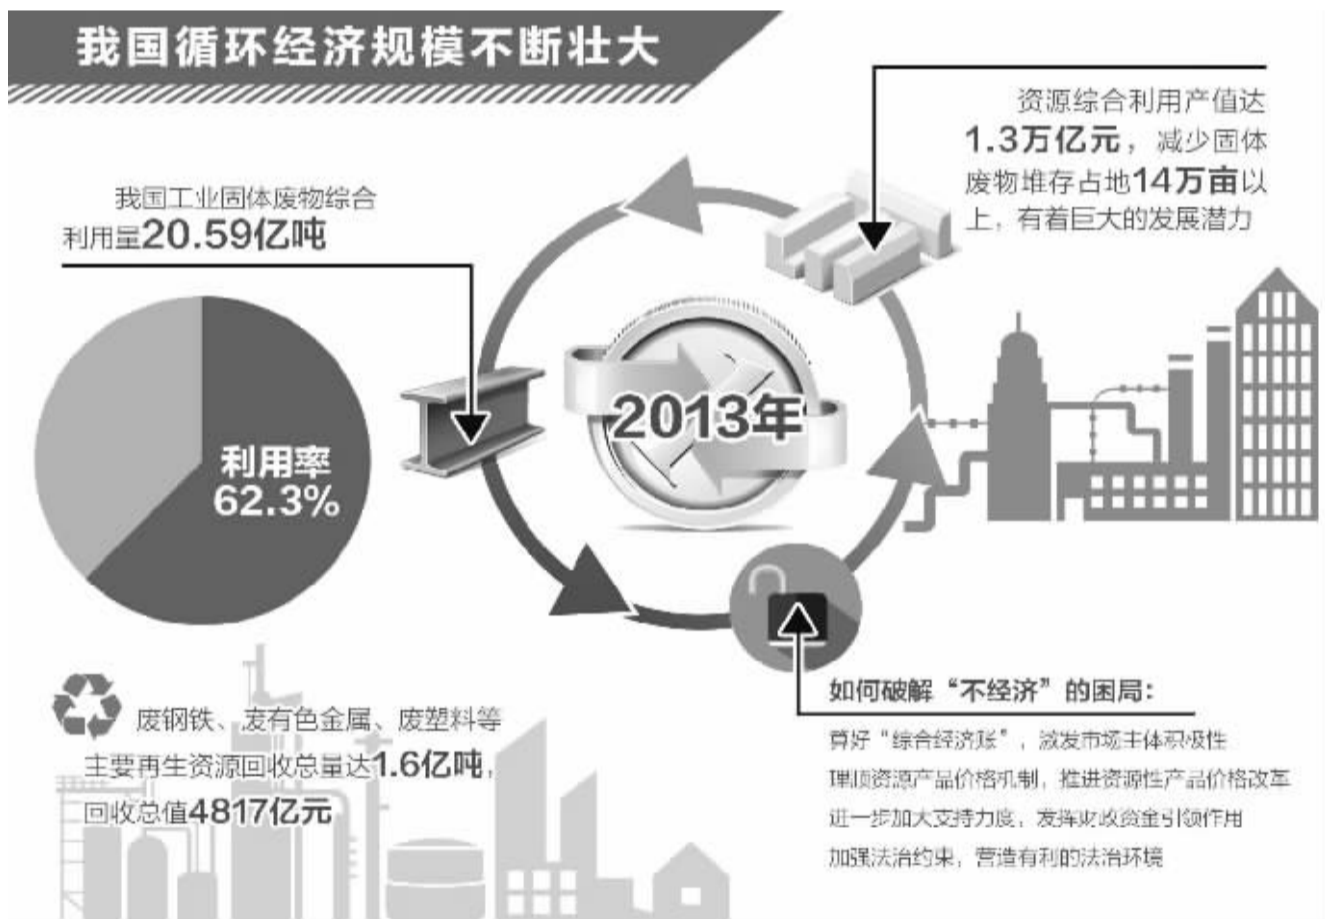 我国循环经济规模不断壮大
资源综合利用产值达
1.3万亿元，减少固体
废物堆存占地14万亩以
上，有着巨大的发展潜力
我国工业固体废物综合
利用量20.59亿吨
利用率
62.3%
2013年
废钢铁、废有色金属、废塑料等
主要再生资源回收总量达1.6亿吨，
回收总值4817亿元
如何破解“不经济”的困局：
算好“综合经济账”，激发市场主体积极性
理顺资源产品价格机制，推进资源性产品价格改革
进一步加大支持力度，发挥财政资金引领作用
加强法治约束，营造有利的法治环境